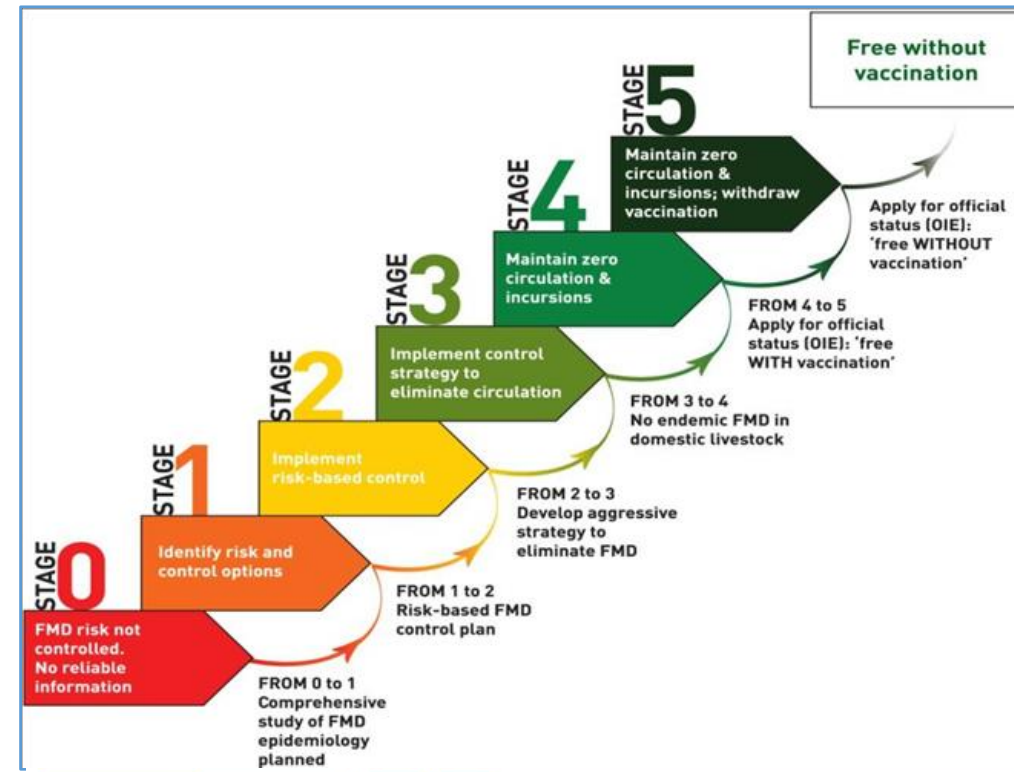 Free without
vaccination
STAGE 5
Maintain zero
circulation &
incursions; withdraw
vaccination
Apply for official
status (OIE):
‘free WITHOUT
vaccination’
STAGE 4
Maintain zero
circulation &
incursions
FROM 4 to 5
Apply for official
status (OIE): ‘free
WITH vaccination’
STAGE 3
Implement control
strategy to
eliminate circulation
FROM 3 to 4
No endemic FMD in
domestic livestock
STAGE 2
Implement
risk-based control
FROM 2 to 3
Develop aggressive
strategy to
eliminate FMD
STAGE 1
Identify risk and
control options
FROM 1 to 2
Risk-based FMD
control plan
STAGE 0
FMD risk not
controlled.
No reliable
information
FROM 0 to 1
Comprehensive
study of FMD
epidemiology
planned